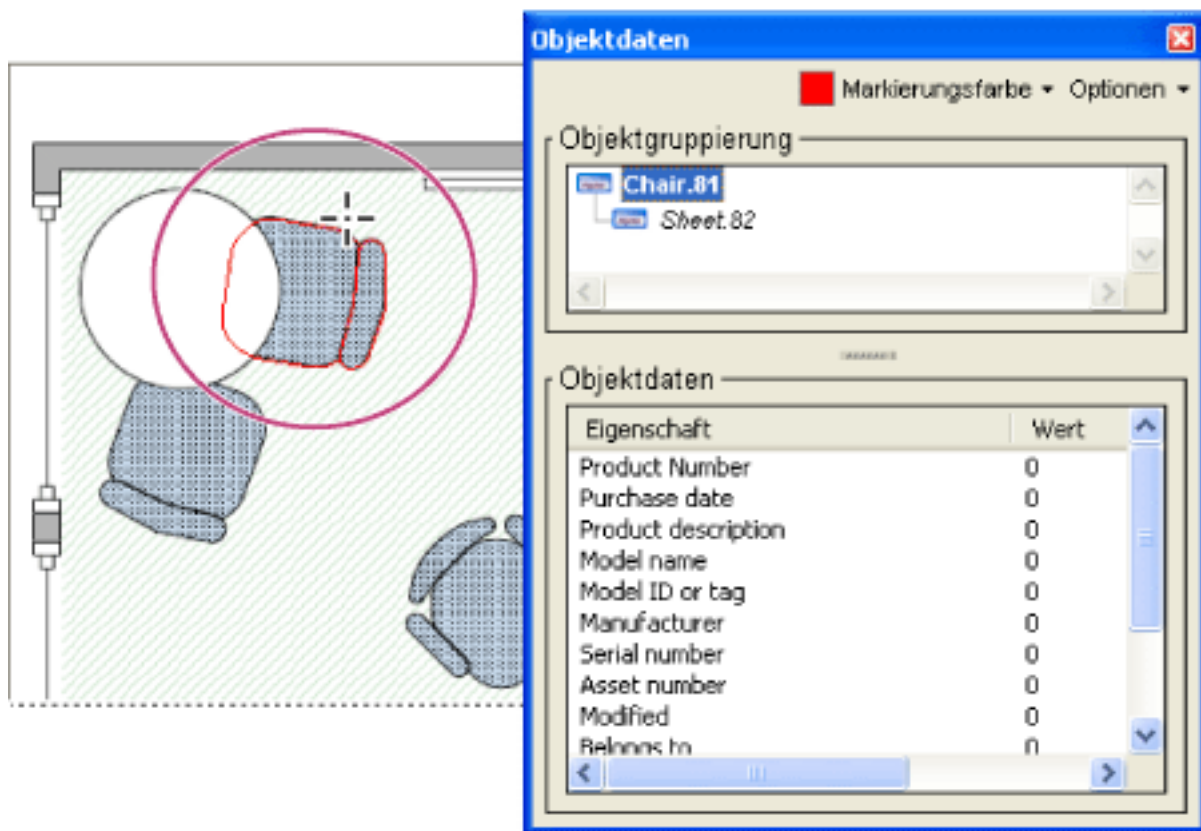 Objektdaten
Markierungsfarbe Optionen
Objektgruppierung
Chair.81
Sheet.82
Objektdaten
Eigenschaft Wert
Product Number 0
Purchase date 0
Product description 0
Model name 0
Model ID or tag 0
Manufacturer 0
Serial number 0
Asset number 0
Modified 0
Belongs to 0